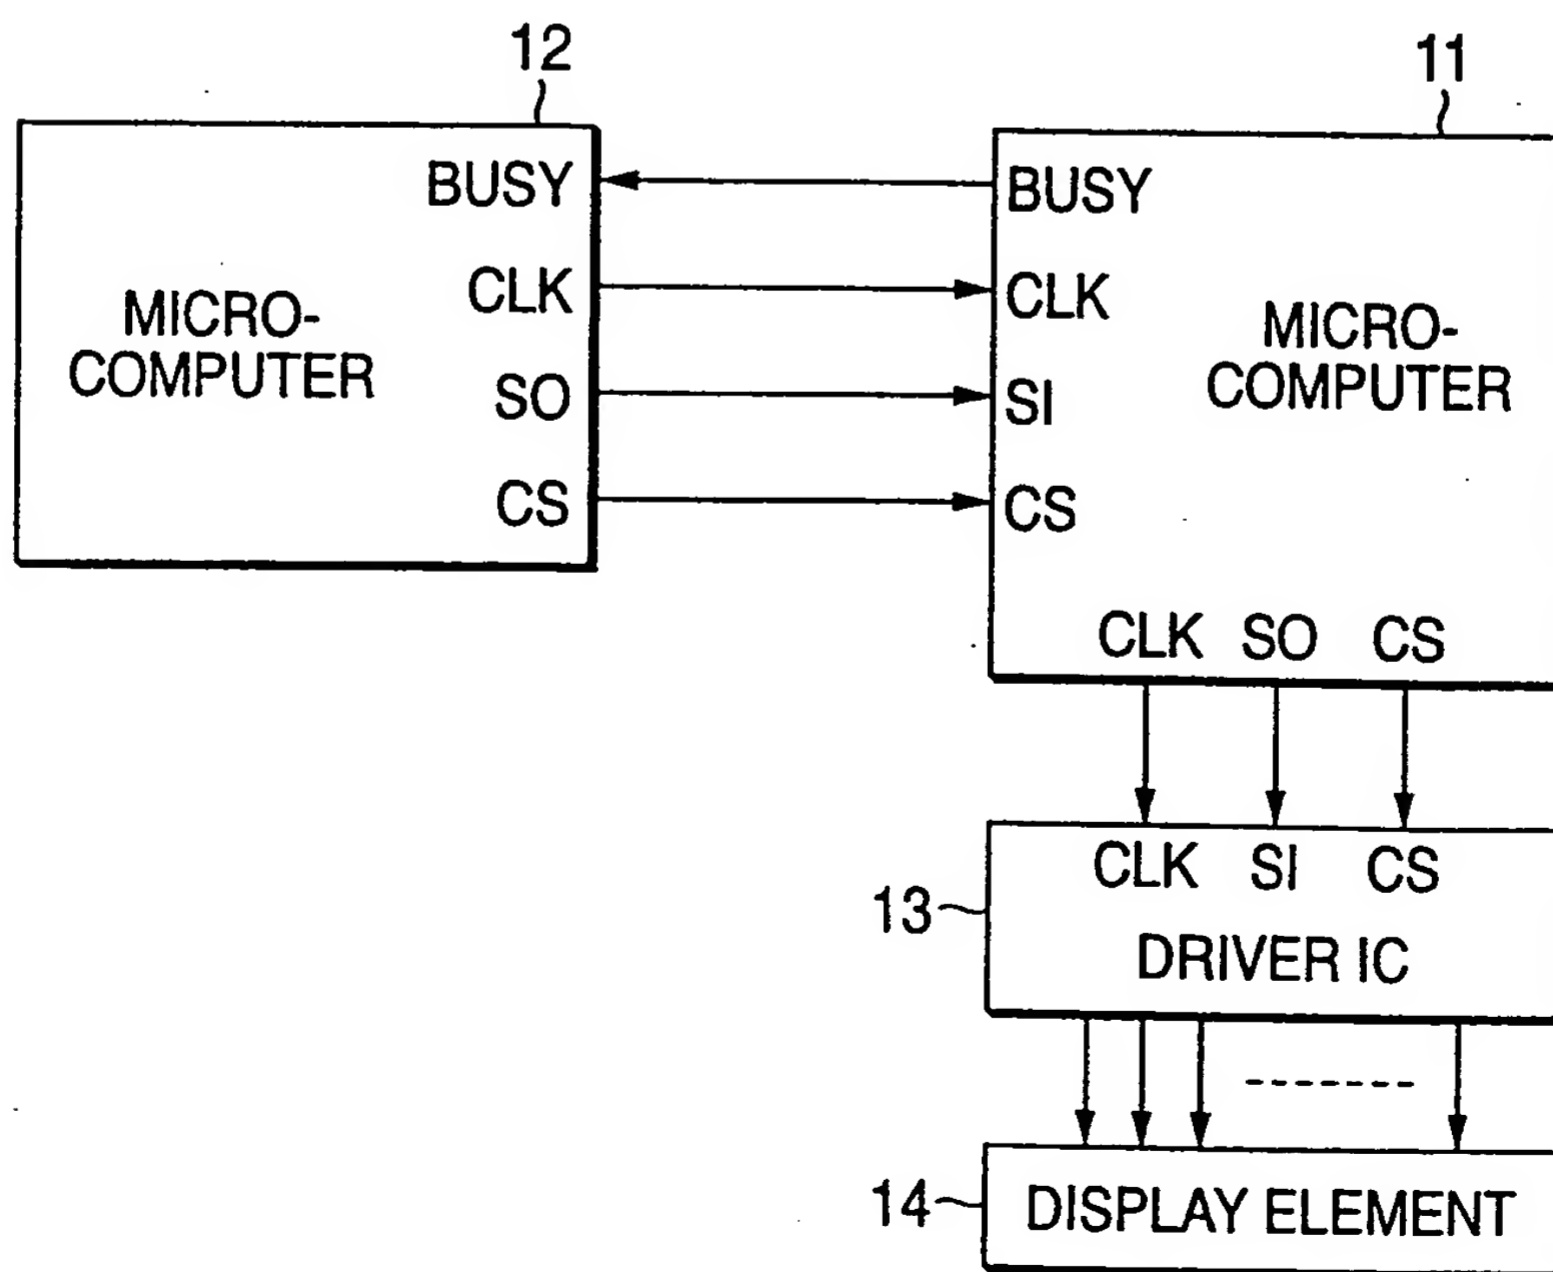 12
11
BUSY
CLK
SO
CS
MICRO-
COMPUTER
BUSY
CLK
SI
CS
MICRO-
COMPUTER
CLK SO CS
CLK SI CS
13
DRIVER IC
14
DISPLAY ELEMENT